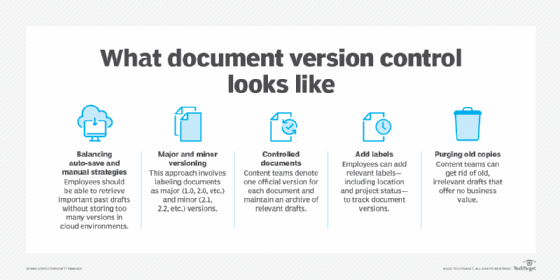 What document version control
looks like
Balancing
auto-save and
manual strategies
Employees should
be able to retrieve
important past drafts
without storing too
many versions in
cloud environments.
Major and minor
versioning
This approach involves
labeling documents
as major (1.0, 2.0, etc.)
and minor (2.1,
2.2, etc.) versions.
Controlled
documents
Content teams denote
one official version for
each document and
maintain an archive of
relevant drafts.
Add labels
Employees can add
relevant labels—
including location
and project status—
to track document
versions.
Purging old copies
Content teams can
get rid of old,
irrelevant drafts that
offer no business
value.
TechTarget